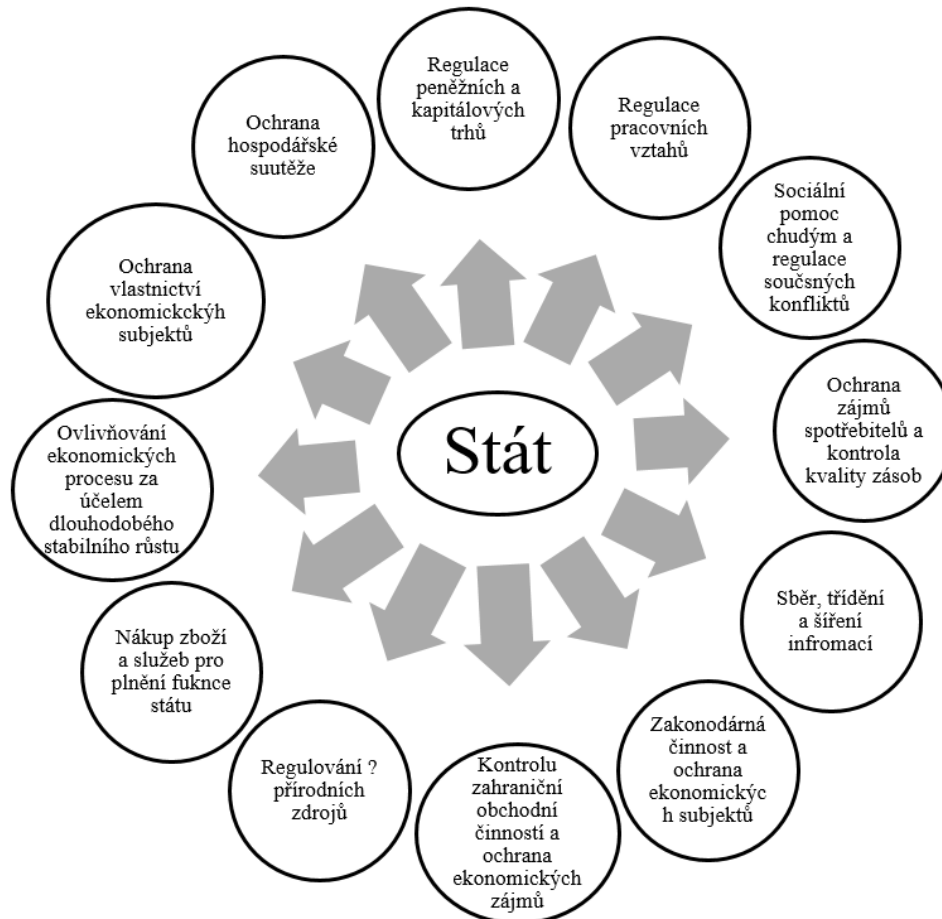 Regulace
peněžních a
kapitálových
trhů
Regulace
pracovních
vztahů
Sociální
pomoc
chudým a
regulace
součsných
konfliktů
Ochrana
zájmů
spotřebitelů a
kontrola
kvality zásob
Sběr, třídění
a šíření
infromací
Zakonodárná
činnost a
ochrana
ekonomickýc
h subjektů
Kontrolu
zahraniční
obchodní
činností a
ochrana
ekonomických
zájmů
Regulování ?
přírodních
zdrojů
Nákup zboží
a služeb pro
plnění fuknce
státu
Ovlivňování
ekonomických
procesu za
účelem
dlouhodobého
stabilního růstu
Ochrana
vlastnictví
ekonomickckýh
subjektů
Ochrana
hospodářské
suutěže
Stát